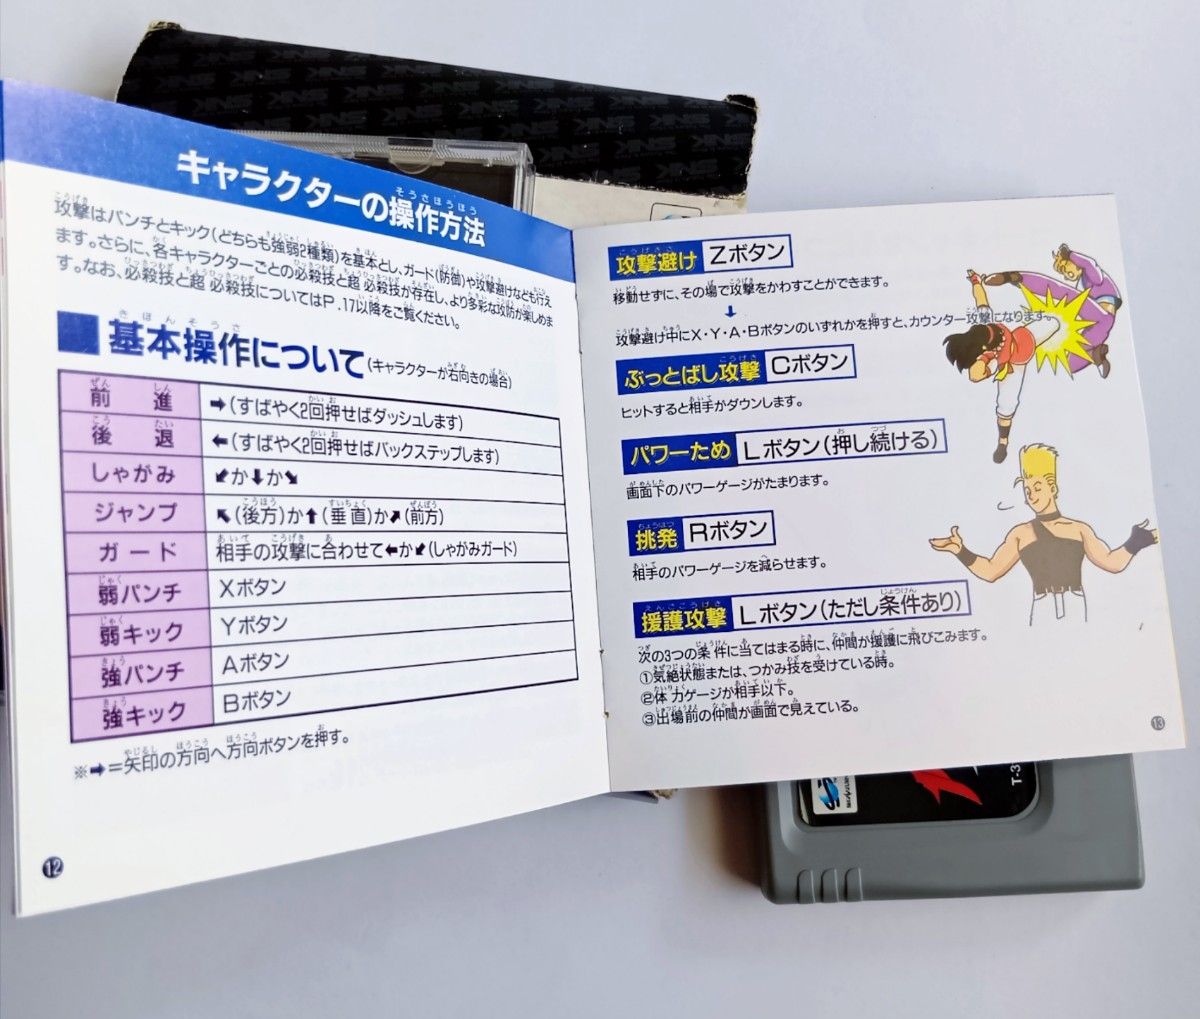 SNK
キャラクターの操作方法
攻撃はパンチとキック(どちらも強弱2種類)を基本とし、ガード(防御)や攻撃避けなども行え
ます。さらに、各キャラクターごとの必殺技と超必殺技が存在し、より多彩な攻防が楽しめま
す。なお、必殺技と超必殺技についてはP.17以降をご覧ください。
■基本操作について(キャラクターが右向きの場合)
前進 ➡(すばやく2回押せばダッシュします)
後退 ⬅(すばやく2回押せばバックステップします)
しゃがみ ⬋か⬇か⬊
ジャンプ ⬉(後方)か⬆(垂直)か⬈(前方)
ガード 相手の攻撃に合わせて⬅か⬋(しゃがみガード)
弱パンチ Xボタン
弱キック Yボタン
強パンチ Aボタン
強キック Bボタン
※➡=矢印の方向へ方向ボタンを押す。
12
攻撃避け Zボタン
移動せずに、その場で攻撃をかわすことができます。
⬇
攻撃避け中にX・Y・A・Bボタンのいずれかを押すと、カウンター攻撃になります。
ぶっとばし攻撃 Cボタン
ヒットすると相手がダウンします。
パワーため Lボタン(押し続ける)
画面下のパワーゲージがたまります。
挑発 Rボタン
相手のパワーゲージを減らせます。
援護攻撃 Lボタン(ただし条件あり)
次の3つの条件に当てはまる時に、仲間が援護に飛びこみます。
①気絶状態または、つかみ技を受けている時。
②体力ゲージが相手以下。
③出場前の仲間が画面で見えている。
13
T-3